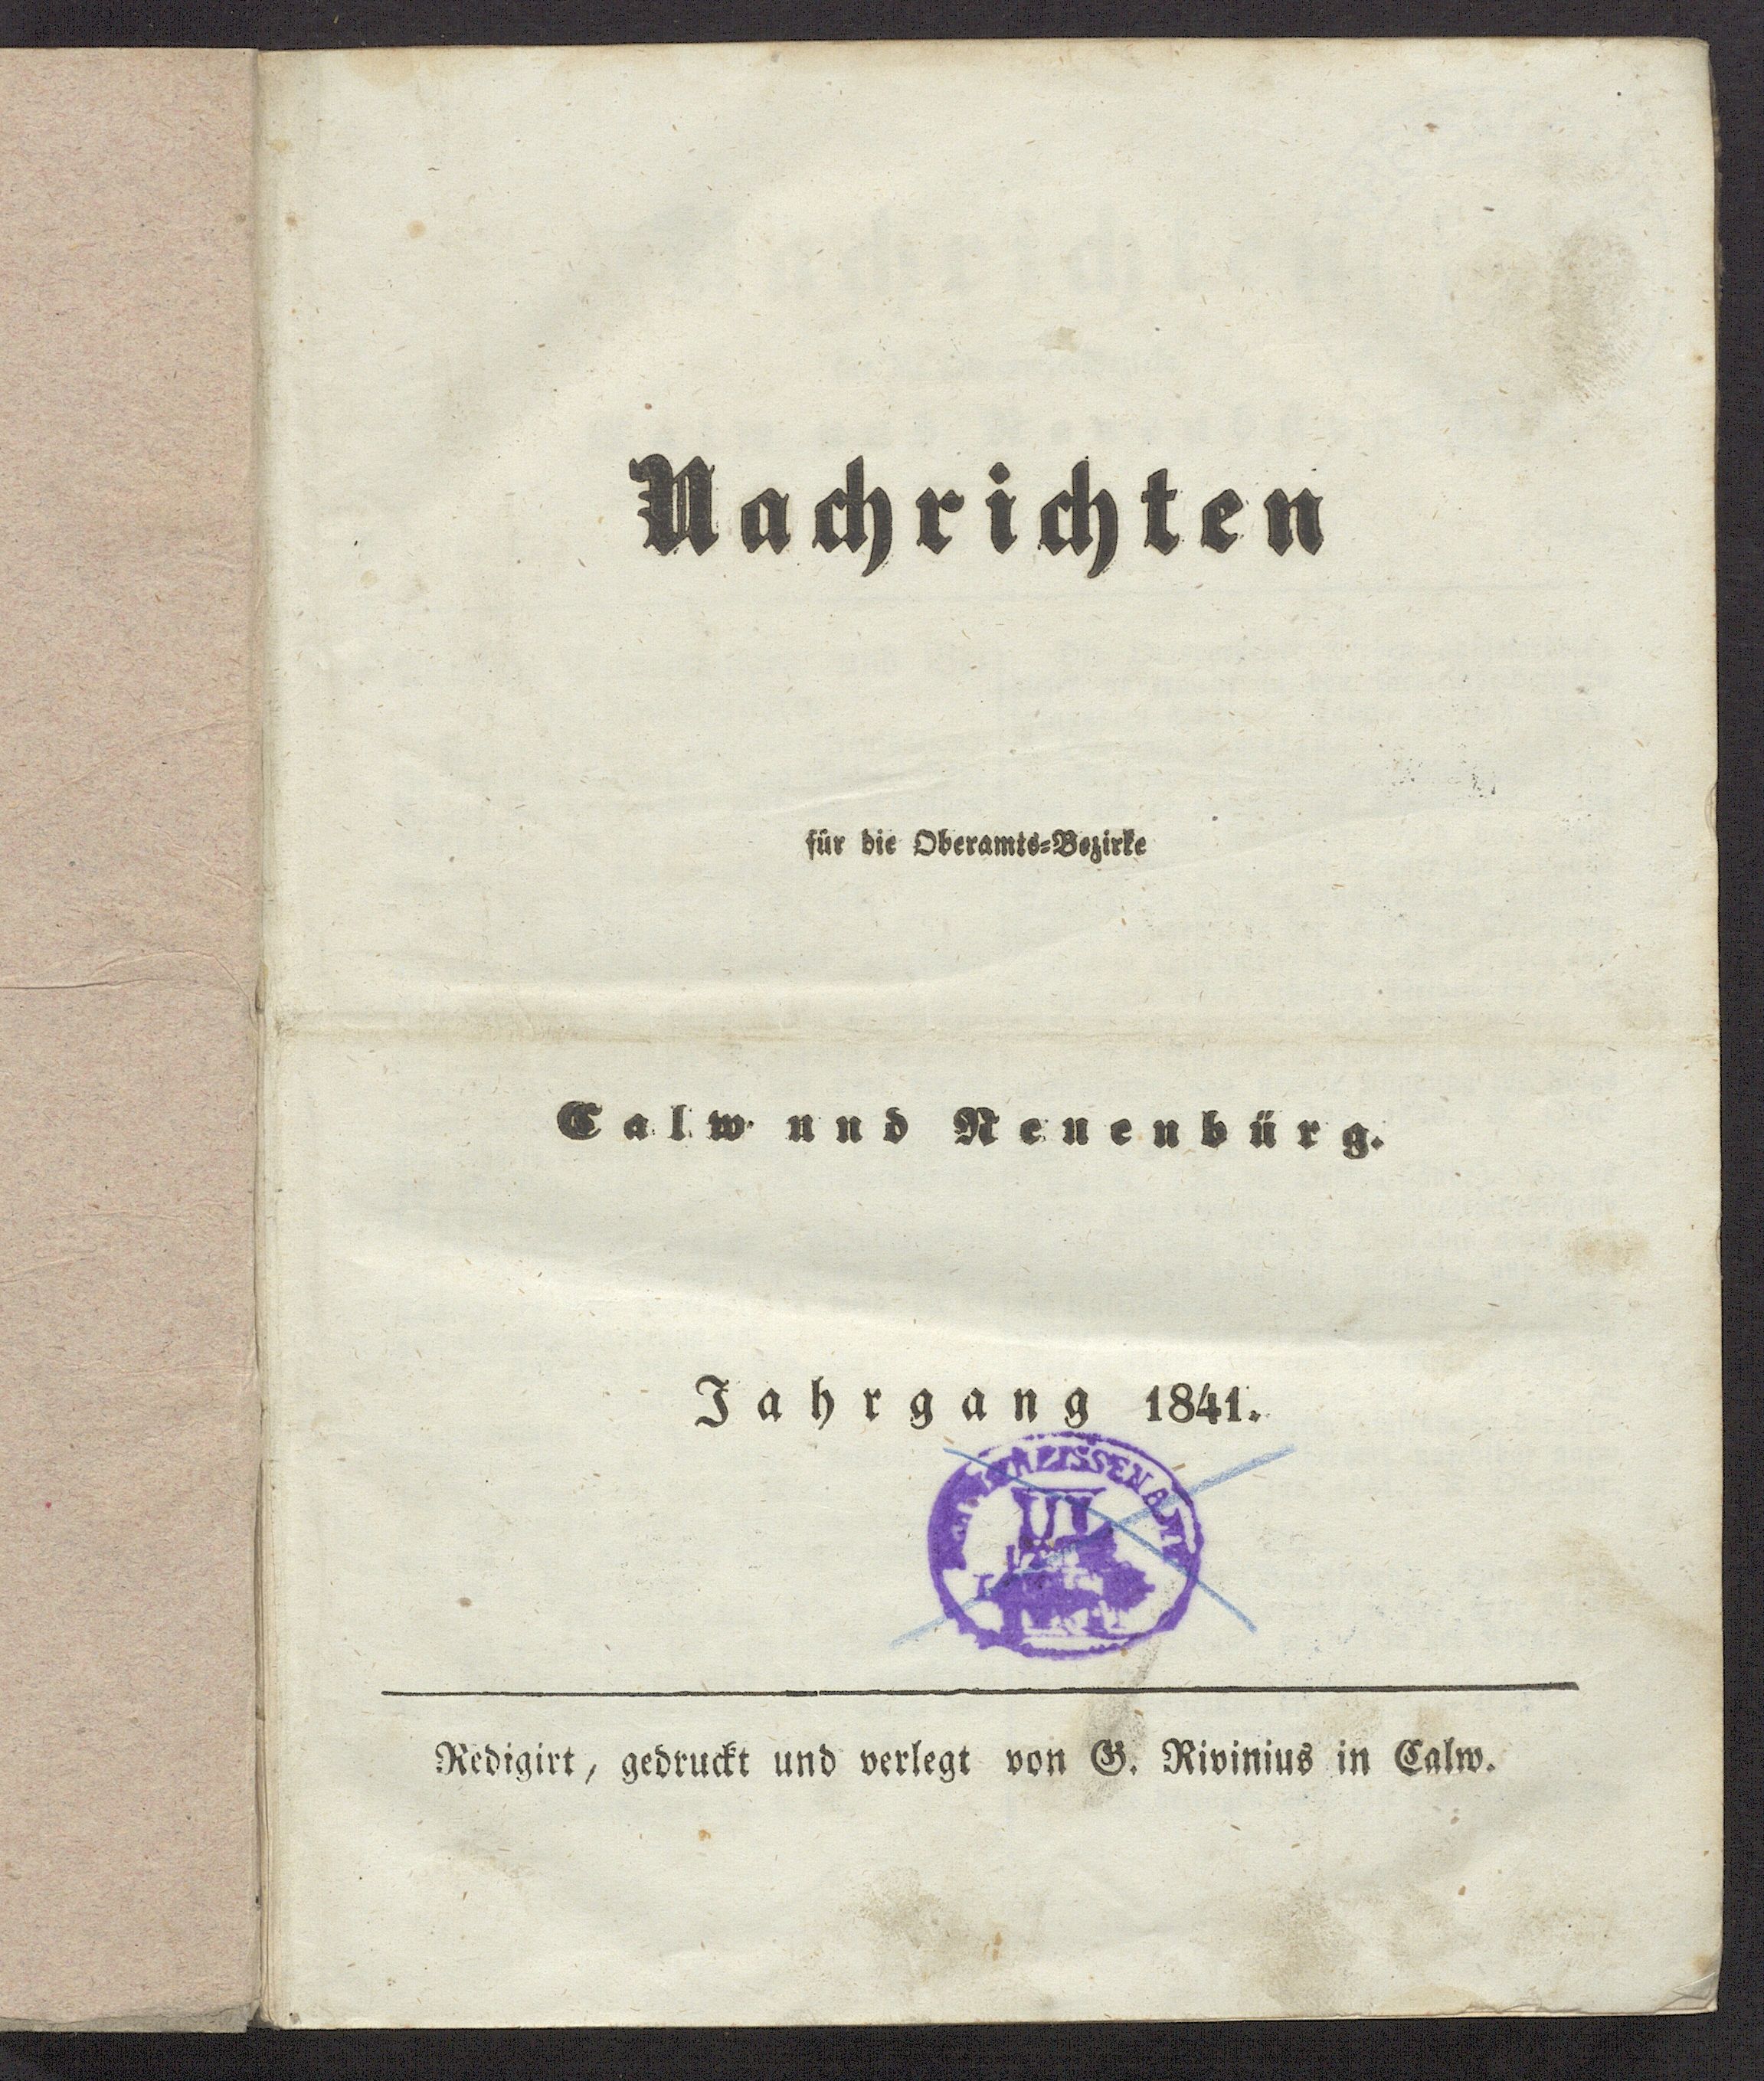 Nachrichten
für die Oberamts-Bezirke
Calw und Neuenbürg.
Jahrgang 1841.
Redigirt, gedruckt und verlegt von G. Rivinius in Calw.